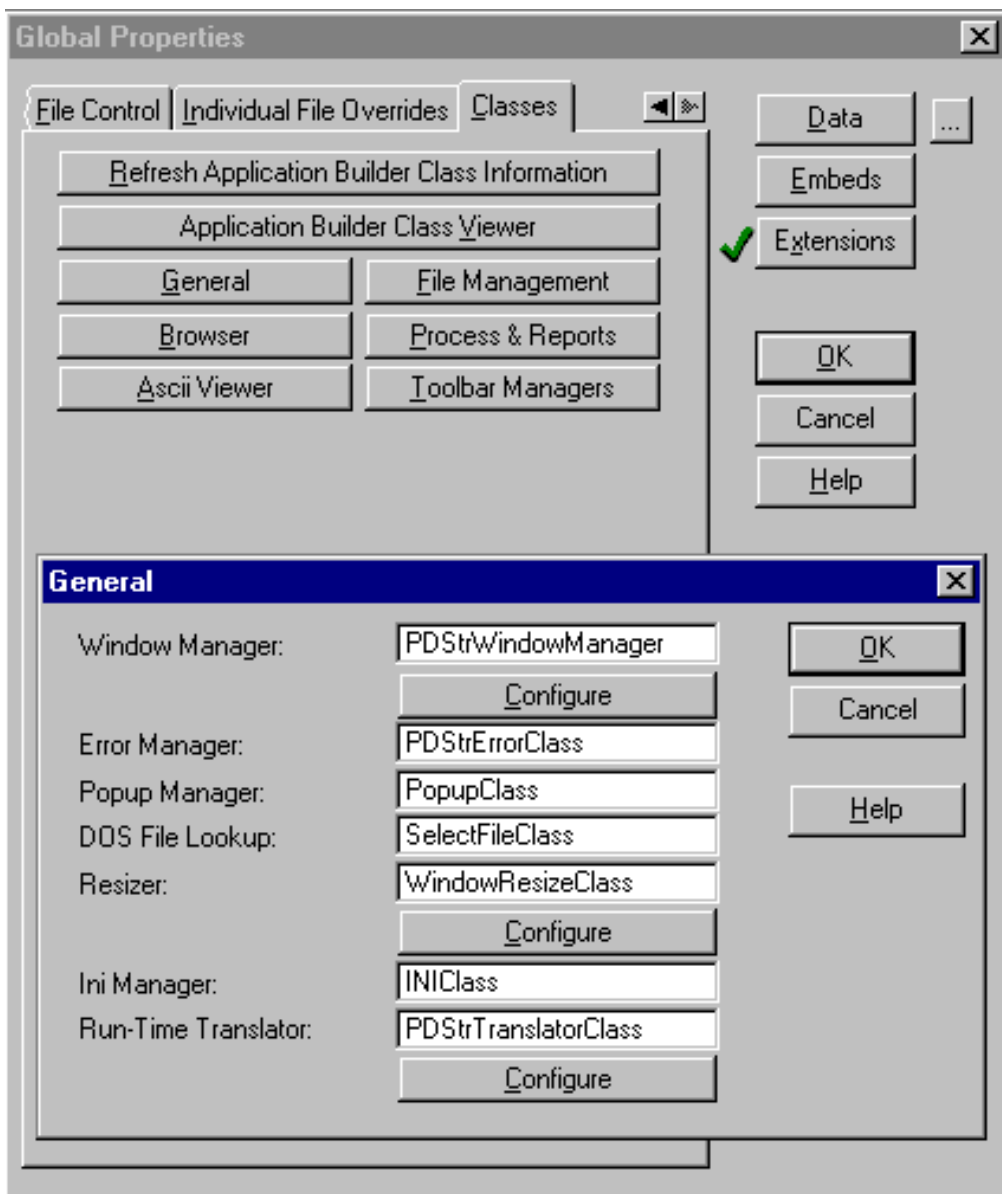 Global Properties
File Control Individual File Overrides Classes
Data ...
Refresh Application Builder Class Information
Embeds
Application Builder Class Viewer
Extensions
General File Management
Browser Process & Reports
OK
Ascii Viewer Toolbar Managers
Cancel
Help
General
Window Manager: PDStrWindowManager
OK
Configure
Cancel
Error Manager: PDStrErrorClass
Popup Manager: PopupClass
Help
DOS File Lookup: SelectFileClass
Resizer: WindowResizeClass
Configure
Ini Manager: INIClass
Run-Time Translator: PDStrTranslatorClass
Configure